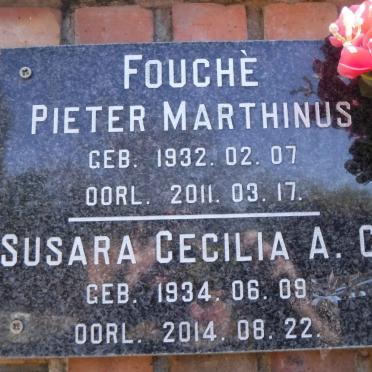 FOUCHÈ
PIETER MARTHINUS
GEB. 1932. 02. 07
OORL. 2011. 03. 17.
SUSARA CECILIA A.
GEB. 1934. 06. 09
OORL. 2014. 08. 22.